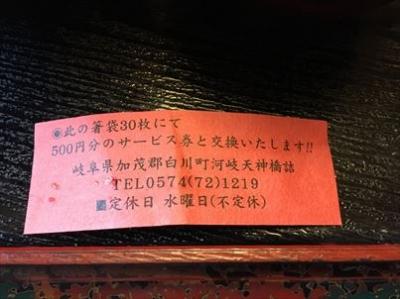 ◉此の箸袋30枚にて
500円分のサービス券と交換いたします!!
岐阜県加茂郡白川町河岐天神橋詰
TEL0574(72)1219
定休日 水曜日(不定休)